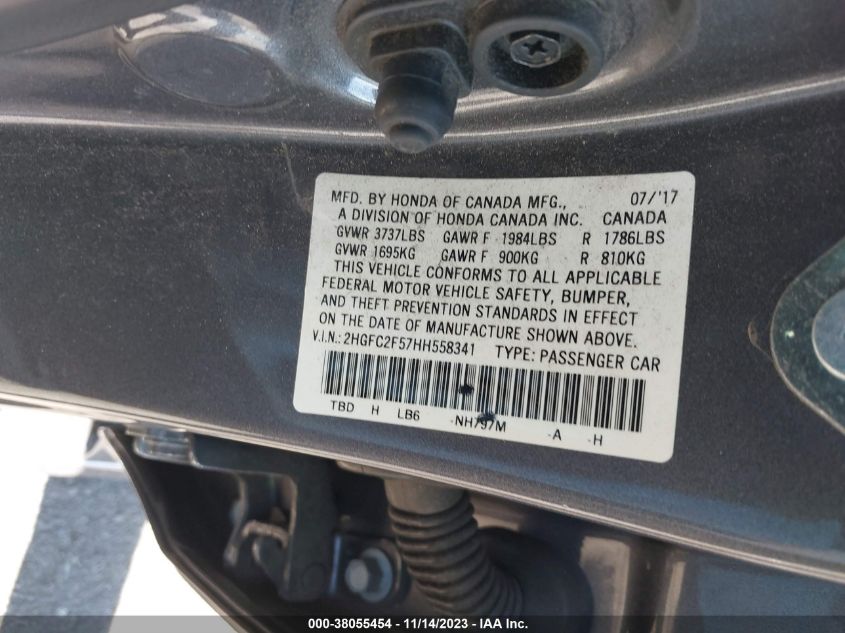 MFD. BY HONDA OF CANADA MFG., 07/'17
A DIVISION OF HONDA CANADA INC. CANADA
GVWR 3737LBS GAWR F 1984LBS R 1786LBS
GVWR 1695KG GAWR F 900KG R 810KG
THIS VEHICLE CONFORMS TO ALL APPLICABLE
FEDERAL MOTOR VEHICLE SAFETY, BUMPER,
AND THEFT PREVENTION STANDARDS IN EFFECT
ON THE DATE OF MANUFACTURE SHOWN ABOVE.
V.I.N.: 2HGFC2F57HH558341 TYPE: PASSENGER CAR
TBD H LB6 -NH797M -A -H
000-38055454 - 11/14/2023 - IAA Inc.